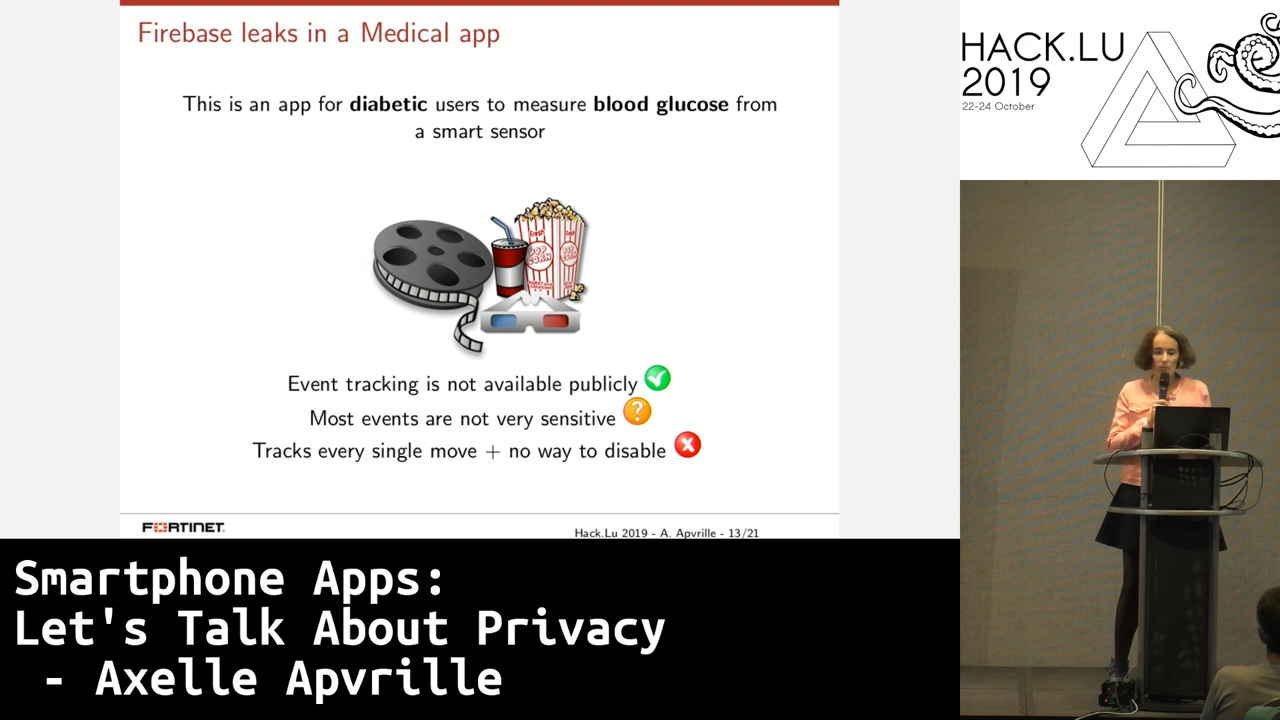 Firebase leaks in a Medical app
This is an app for diabetic users to measure blood glucose from
a smart sensor
Fresh
POP
CORN
Event tracking is not available publicly
Most events are not very sensitive
Tracks every single move + no way to disable
FORTINET
Hack.Lu 2019 - A. Apvrille - 13/21
HACK.LU
2019
22-24 October
Smartphone Apps:
Let's Talk About Privacy
- Axelle Apvrille